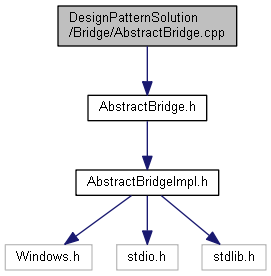 DesignPatternSolution
/Bridge/AbstractBridge.cpp
AbstractBridge.h
AbstractBridgeImpl.h
Windows.h
stdio.h
stdlib.h